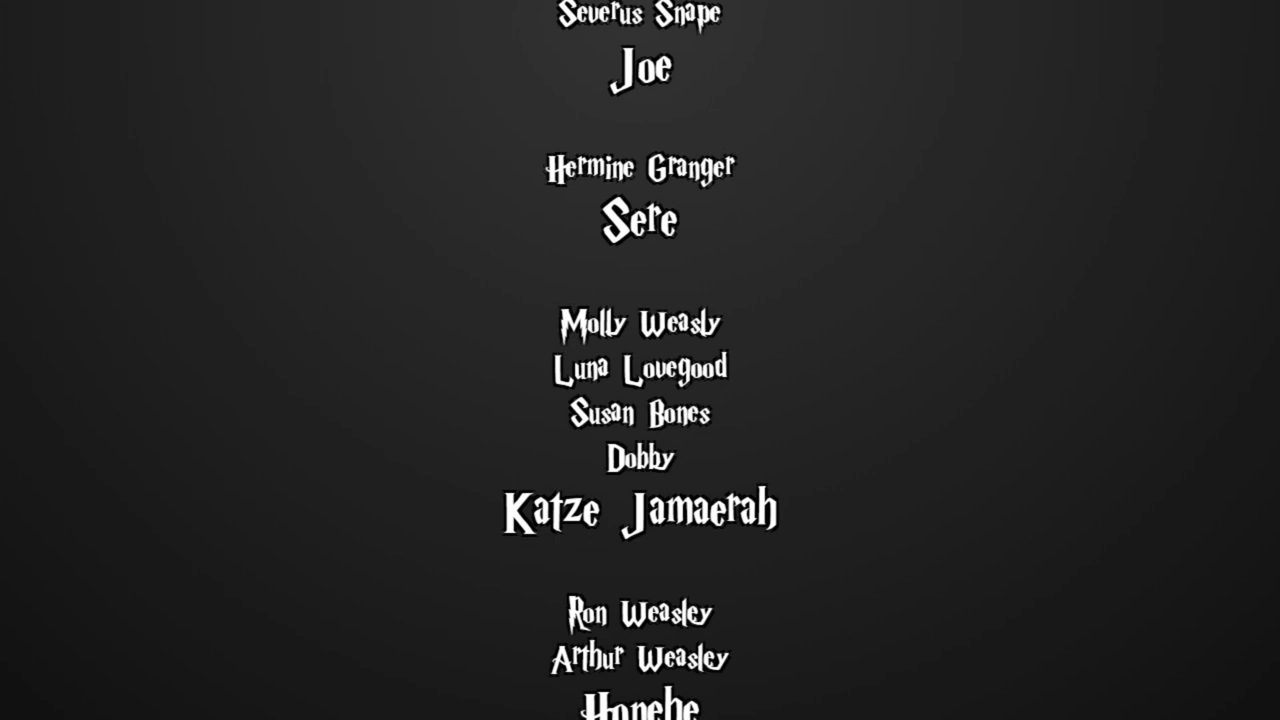 Severus Snape
Joe
Hermine Granger
Sere
Molly Weasly
Luna Lovegood
Susan Bones
Dobby
Katze Jamaerah
Ron Weasley
Arthur Weasley